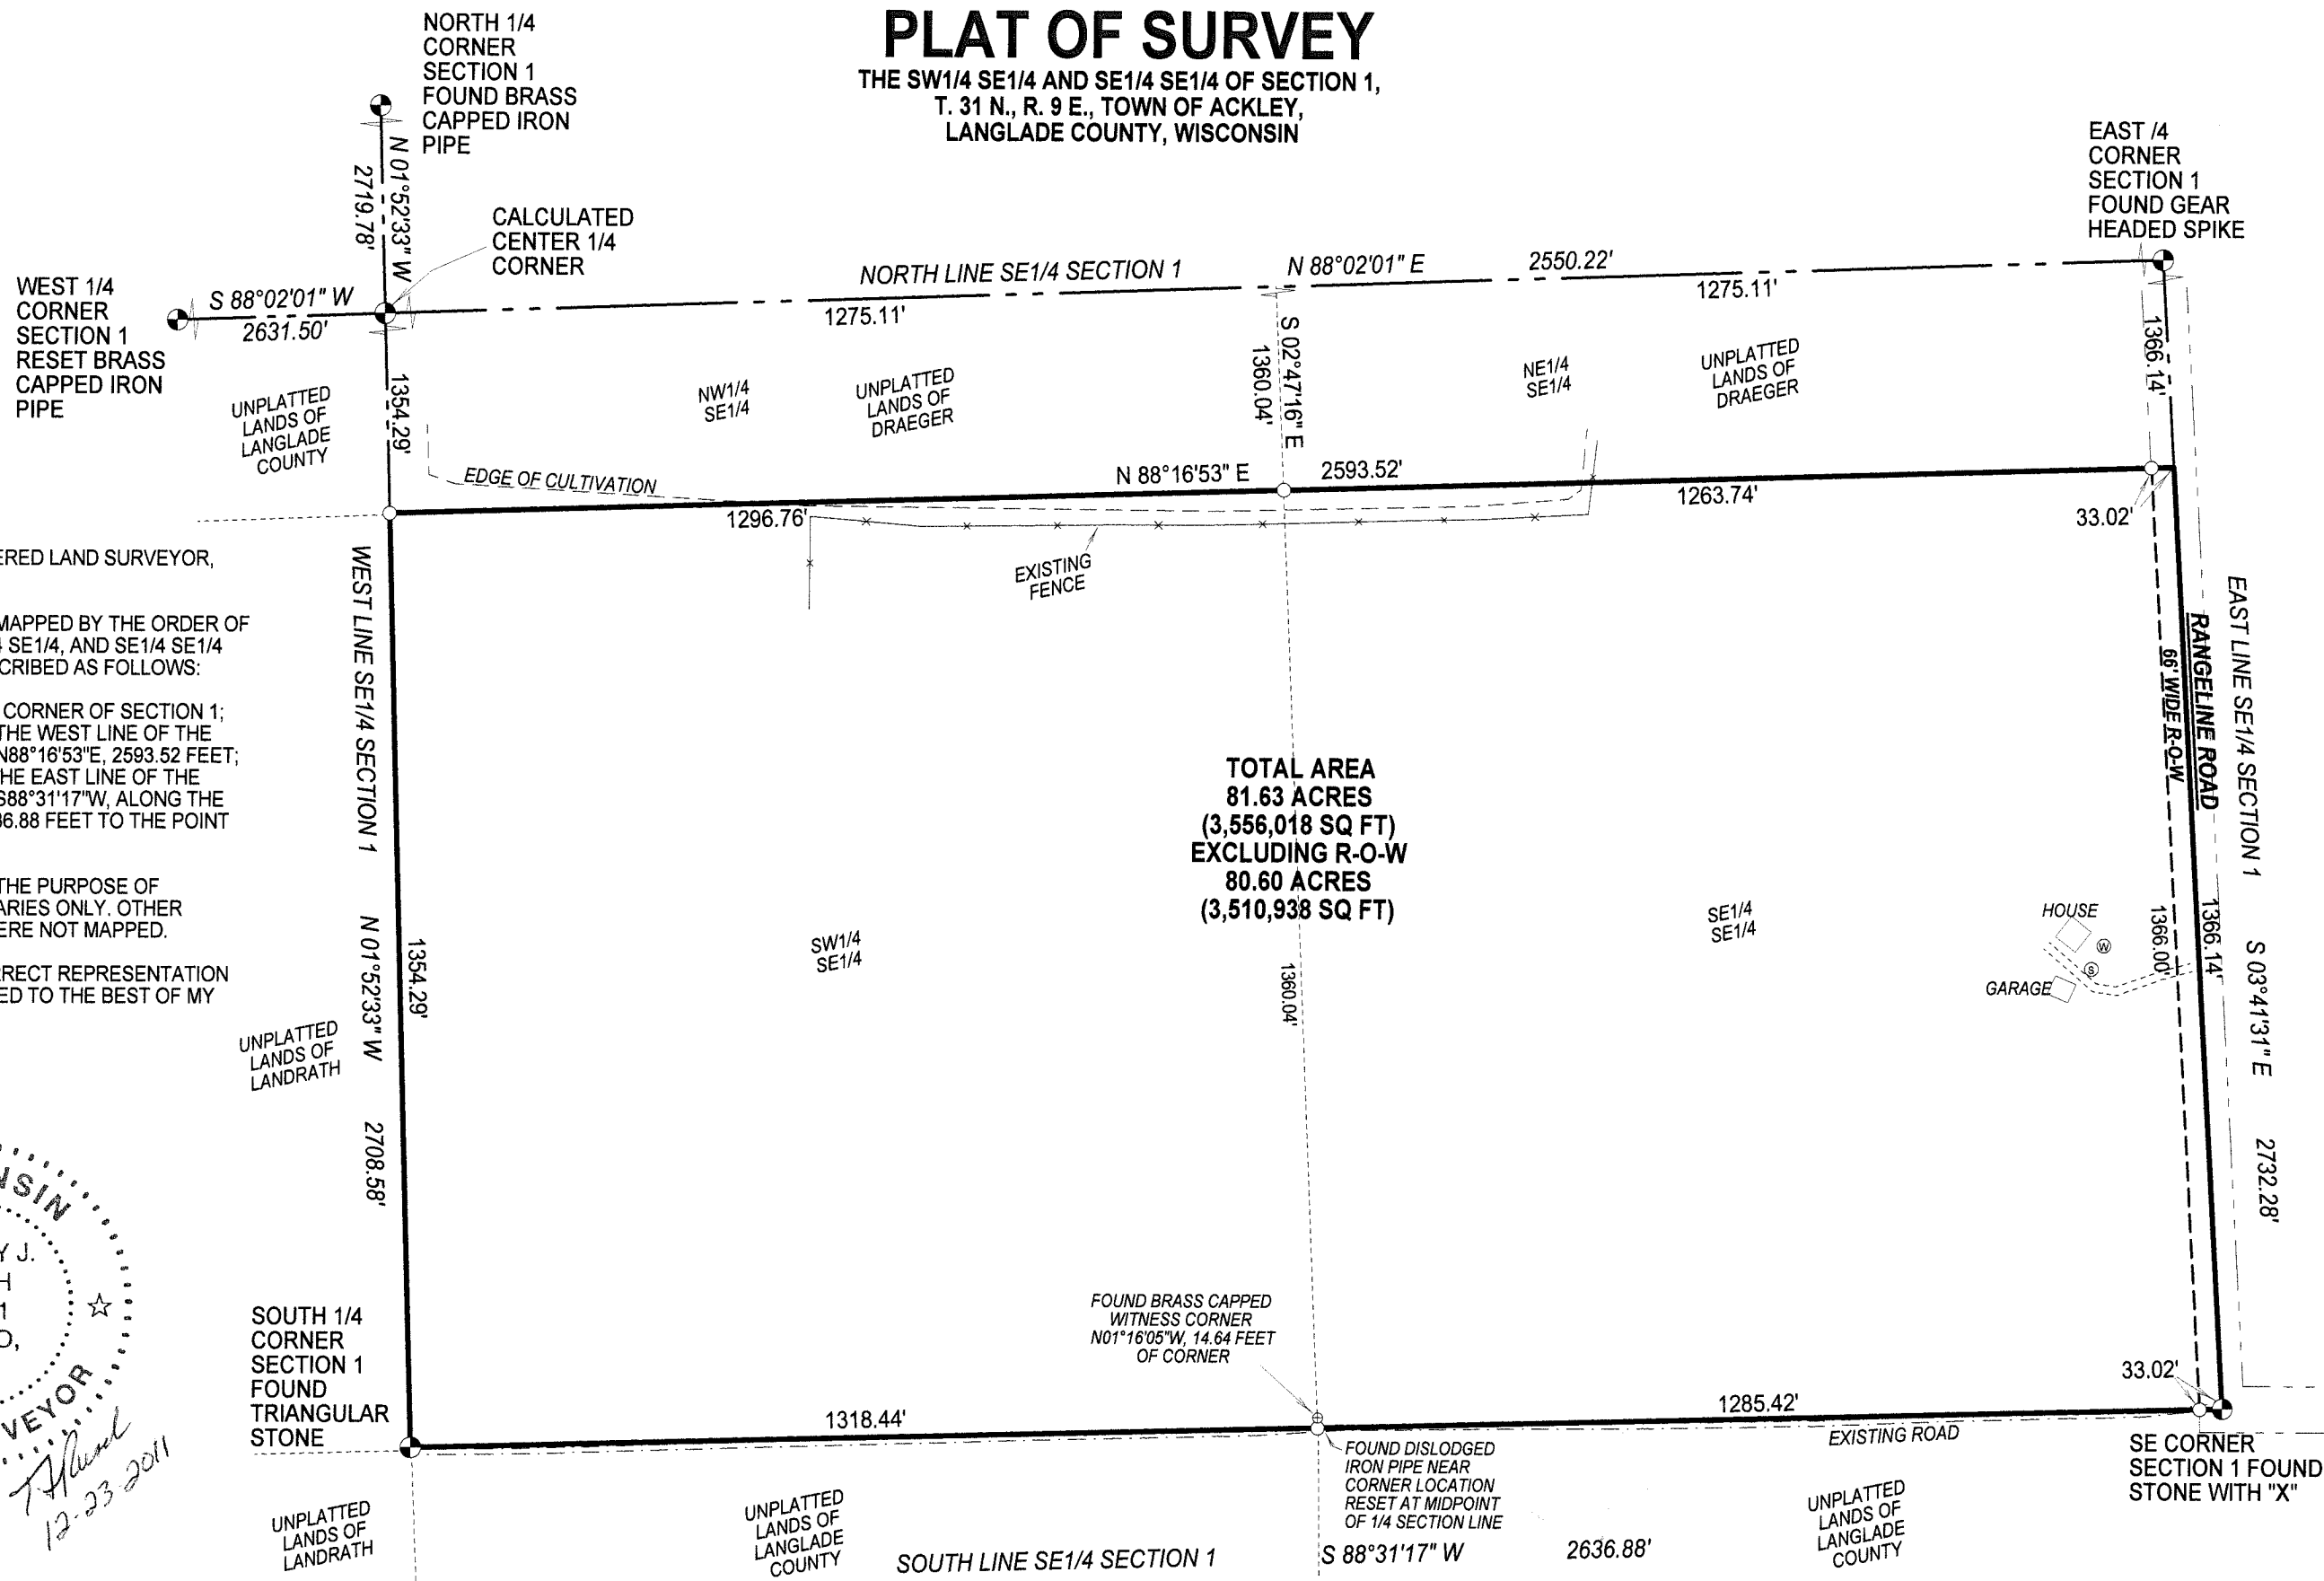 PLAT OF SURVEY
THE SW1/4 SE1/4 AND SE1/4 SE1/4 OF SECTION 1,
T. 31 N., R. 9 E., TOWN OF ACKLEY,
LANGLADE COUNTY, WISCONSIN
NORTH 1/4
CORNER
SECTION 1
FOUND BRASS
CAPPED IRON
PIPE
N 01°52'33" W
2719.78'
CALCULATED
CENTER 1/4
CORNER
EAST /4
CORNER
SECTION 1
FOUND GEAR
HEADED SPIKE
WEST 1/4
CORNER
SECTION 1
RESET BRASS
CAPPED IRON
PIPE
S 88°02'01" W
2631.50'
NORTH LINE SE1/4 SECTION 1
N 88°02'01" E
2550.22'
1275.11'
1275.11'
UNPLATTED
LANDS OF
LANGLADE
COUNTY
1354.29'
NW1/4
SE1/4
UNPLATTED
LANDS OF
DRAEGER
S 02°47'16" E
1360.04'
NE1/4
SE1/4
UNPLATTED
LANDS OF
DRAEGER
1366.14'
EDGE OF CULTIVATION
N 88°16'53" E
2593.52'
1296.76'
1263.74'
33.02'
EXISTING
FENCE
ERED LAND SURVEYOR,
MAPPED BY THE ORDER OF
SE1/4, AND SE1/4 SE1/4
CRIBED AS FOLLOWS:
CORNER OF SECTION 1;
THE WEST LINE OF THE
N88°16'53"E, 2593.52 FEET;
HE EAST LINE OF THE
S88°31'17"W, ALONG THE
36.88 FEET TO THE POINT
THE PURPOSE OF
ARIES ONLY. OTHER
ERE NOT MAPPED.
RRECT REPRESENTATION
ED TO THE BEST OF MY
WEST LINE SE1/4 SECTION 1
N 01°52'33" W
2708.58'
1354.29'
EAST LINE SE1/4 SECTION 1
S 03°41'31" E
2732.28'
RANGELINE ROAD
66' WIDE R-O-W
1366.00'
1366.14'
TOTAL AREA
81.63 ACRES
(3,556,018 SQ FT)
EXCLUDING R-O-W
80.60 ACRES
(3,510,938 SQ FT)
SW1/4
SE1/4
1360.04'
SE1/4
SE1/4
HOUSE
W
S
GARAGE
UNPLATTED
LANDS OF
LANDRATH
NSIN
Y J.
H
1
O,
VEYOR
12-23-2011
SOUTH 1/4
CORNER
SECTION 1
FOUND
TRIANGULAR
STONE
FOUND BRASS CAPPED
WITNESS CORNER
N01°16'05"W, 14.64 FEET
OF CORNER
1318.44'
1285.42'
33.02'
EXISTING ROAD
FOUND DISLODGED
IRON PIPE NEAR
CORNER LOCATION
RESET AT MIDPOINT
OF 1/4 SECTION LINE
SE CORNER
SECTION 1 FOUND
STONE WITH "X"
UNPLATTED
LANDS OF
LANDRATH
UNPLATTED
LANDS OF
LANGLADE
COUNTY
SOUTH LINE SE1/4 SECTION 1
S 88°31'17" W
2636.88'
UNPLATTED
LANDS OF
LANGLADE
COUNTY